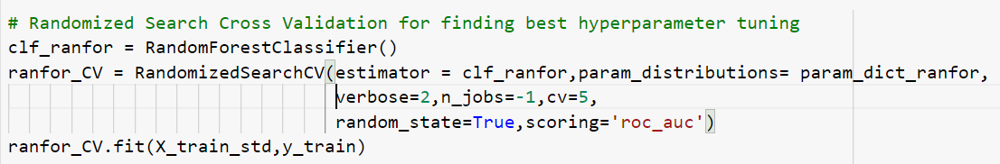 # Randomized Search Cross Validation for finding best hyperparameter tuning
clf_ranfor = RandomForestClassifier()
ranfor_CV = RandomizedSearchCV(estimator = clf_ranfor,param_distributions= param_dict_ranfor,
verbose=2,n_jobs=-1,cv=5,
random_state=True,scoring='roc_auc')
ranfor_CV.fit(X_train_std,y_train)